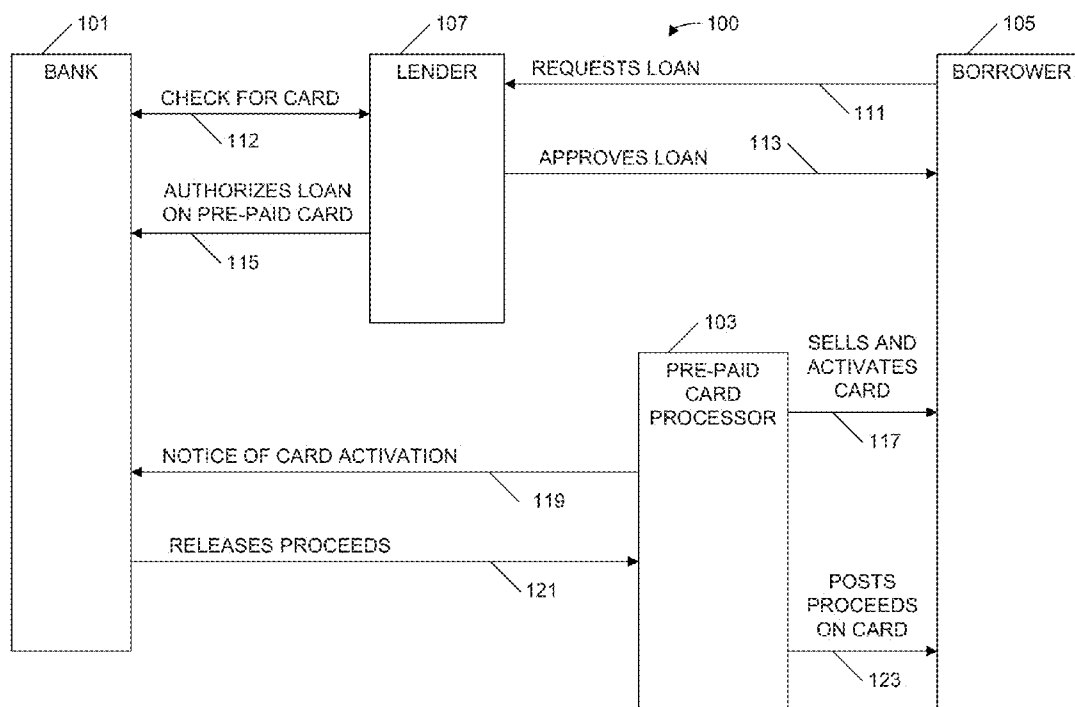 101
107
100
105
BANK
LENDER
REQUESTS LOAN
BORROWER
CHECK FOR CARD
111
112
113
APPROVES LOAN
AUTHORIZES LOAN
ON PRE-PAID CARD
115
103
SELLS AND
ACTIVATES
CARD
PRE-PAID
CARD
PROCESSOR
117
NOTICE OF CARD ACTIVATION
119
RELEASES PROCEEDS
121
POSTS
PROCEEDS
ON CARD
123